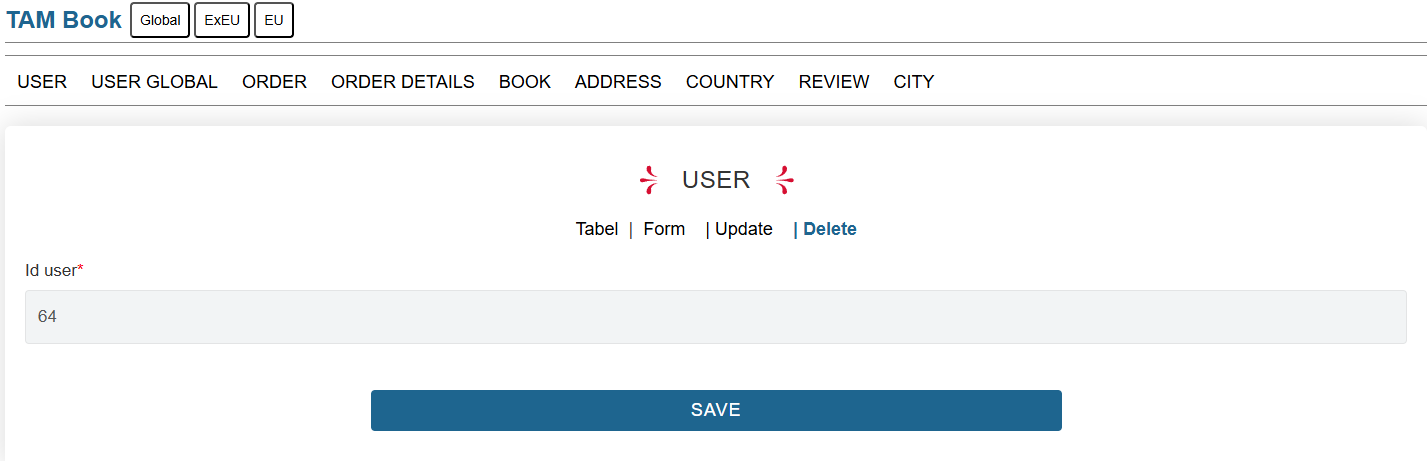 TAM Book Global ExEU EU
USER USER GLOBAL ORDER ORDER DETAILS BOOK ADDRESS COUNTRY REVIEW CITY
USER
Tabel | Form | Update | Delete
Id user*
64
SAVE